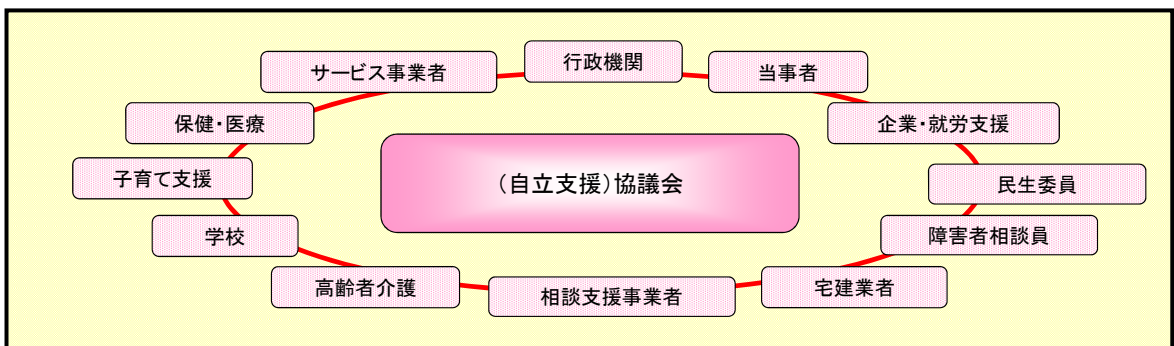 行政機関
サービス事業者
当事者
保健・医療
企業・就労支援
(自立支援)協議会
子育て支援
民生委員
学校
障害者相談員
高齢者介護
相談支援事業者
宅建業者